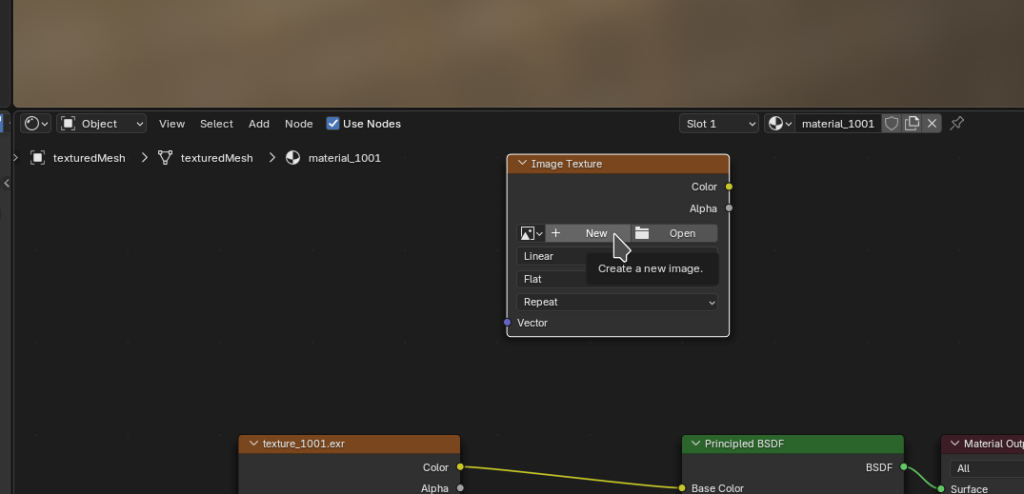 Object View Select Add Node Use Nodes Slot 1 material_1001
texturedMesh texturedMesh material_1001
Image Texture
Color
Alpha
New Open
Linear
Create a new image.
Flat
Repeat
Vector
texture_1001.exr Principled BSDF Material Outp
Color BSDF All
Alpha Base Color Surface